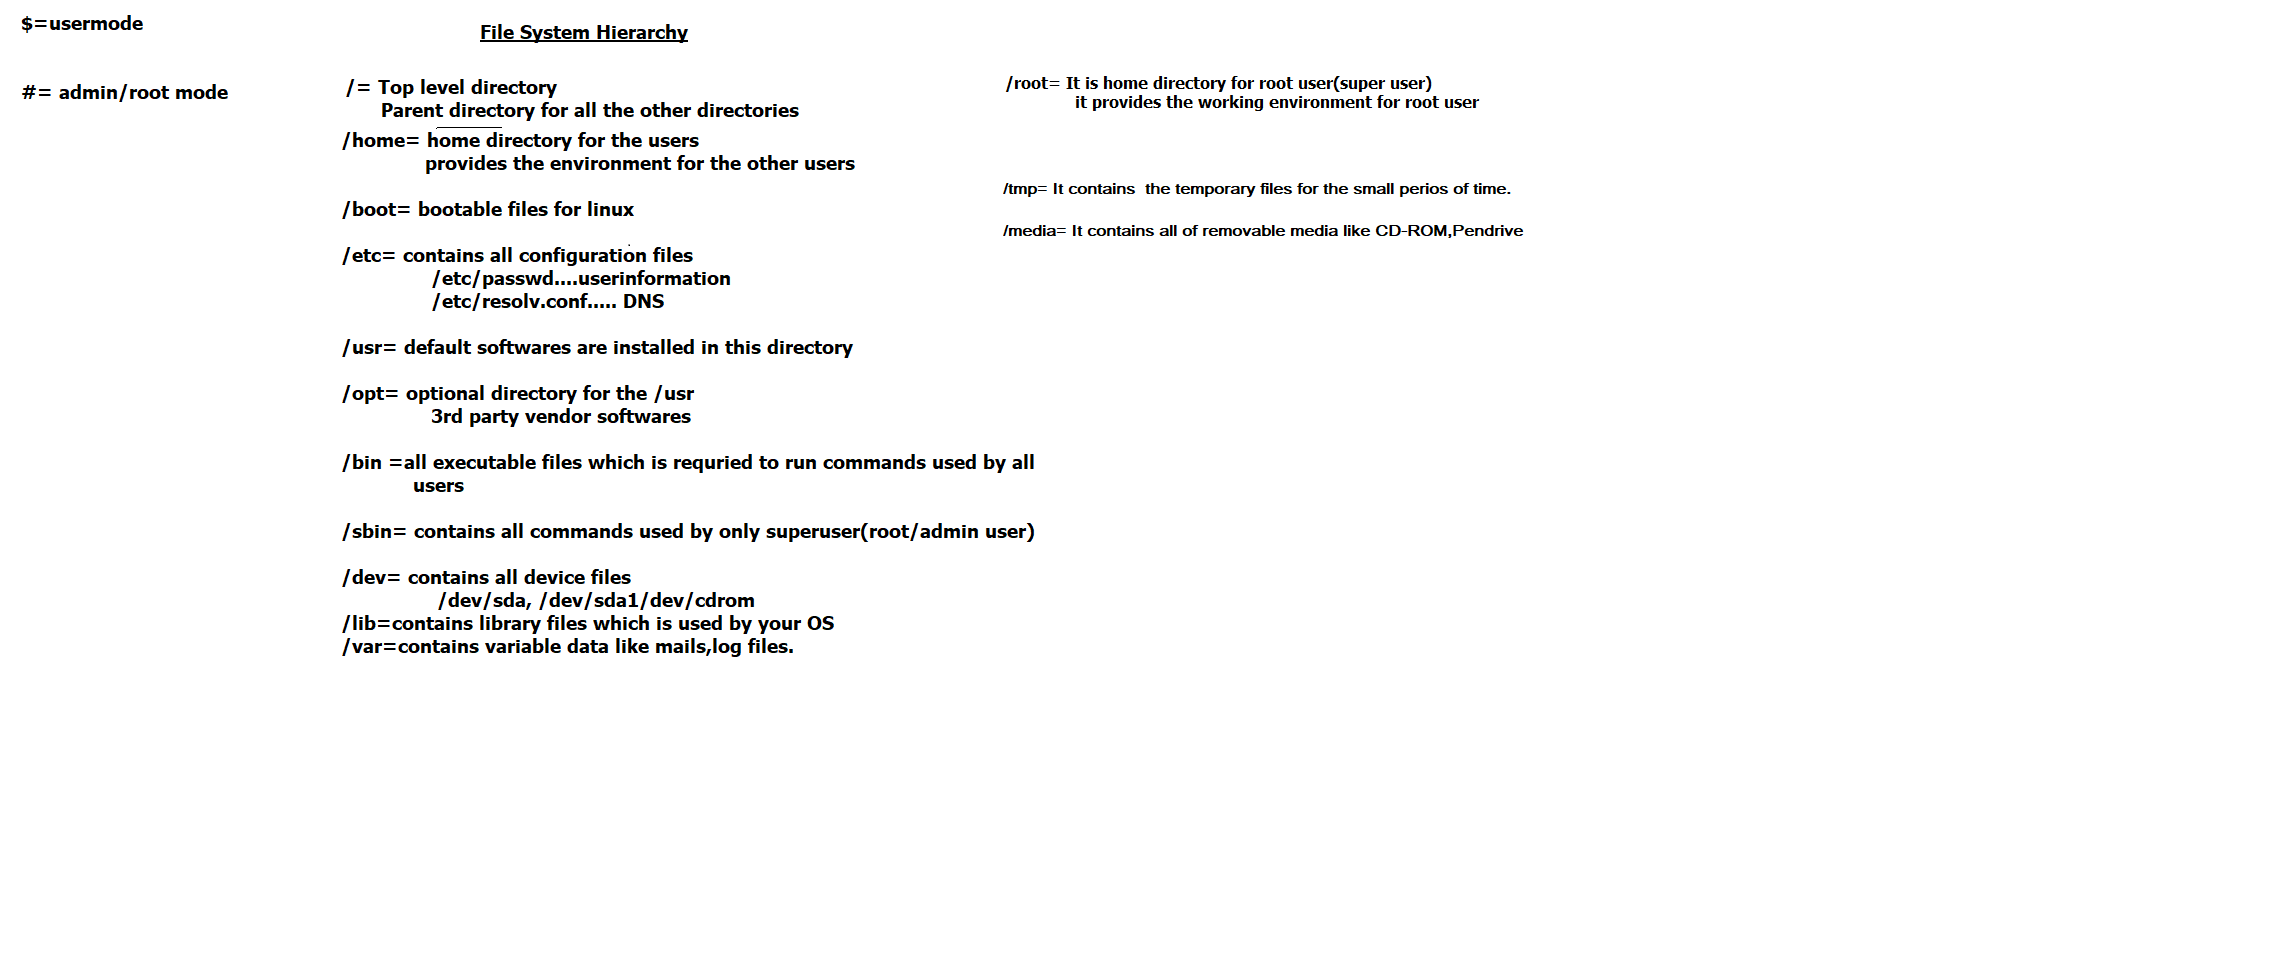 $=usermode
#= admin/root mode
File System Hierarchy
/= Top level directory
Parent directory for all the other directories
/home= home directory for the users
provides the environment for the other users
/boot= bootable files for linux
/etc= contains all configuration files
/etc/passwd....userinformation
/etc/resolv.conf..... DNS
/usr= default softwares are installed in this directory
/opt= optional directory for the /usr
3rd party vendor softwares
/bin =all executable files which is requried to run commands used by all
users
/sbin= contains all commands used by only superuser(root/admin user)
/dev= contains all device files
/dev/sda, /dev/sda1/dev/cdrom
/lib=contains library files which is used by your OS
/var=contains variable data like mails,log files.
/root= It is home directory for root user(super user)
it provides the working environment for root user
/tmp= It contains  the temporary files for the small perios of time.
/media= It contains all of removable media like CD-ROM,Pendrive